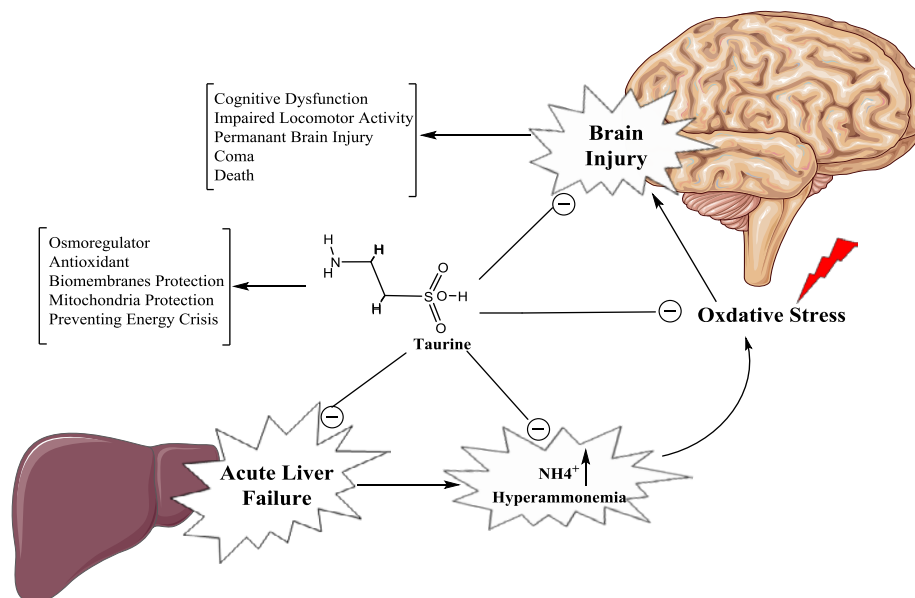 Cognitive Dysfunction
Impaired Locomotor Activity
Permanant Brain Injury
Coma
Death
Brain
Injury
Osmoregulator
Antioxidant
Biomembranes Protection
Mitochondria Protection
Preventing Energy Crisis
H
H
N
H
H
O
S
O
H
O
Taurine
Oxdative Stress
Acute Liver
Failure
NH4+
Hyperammonemia